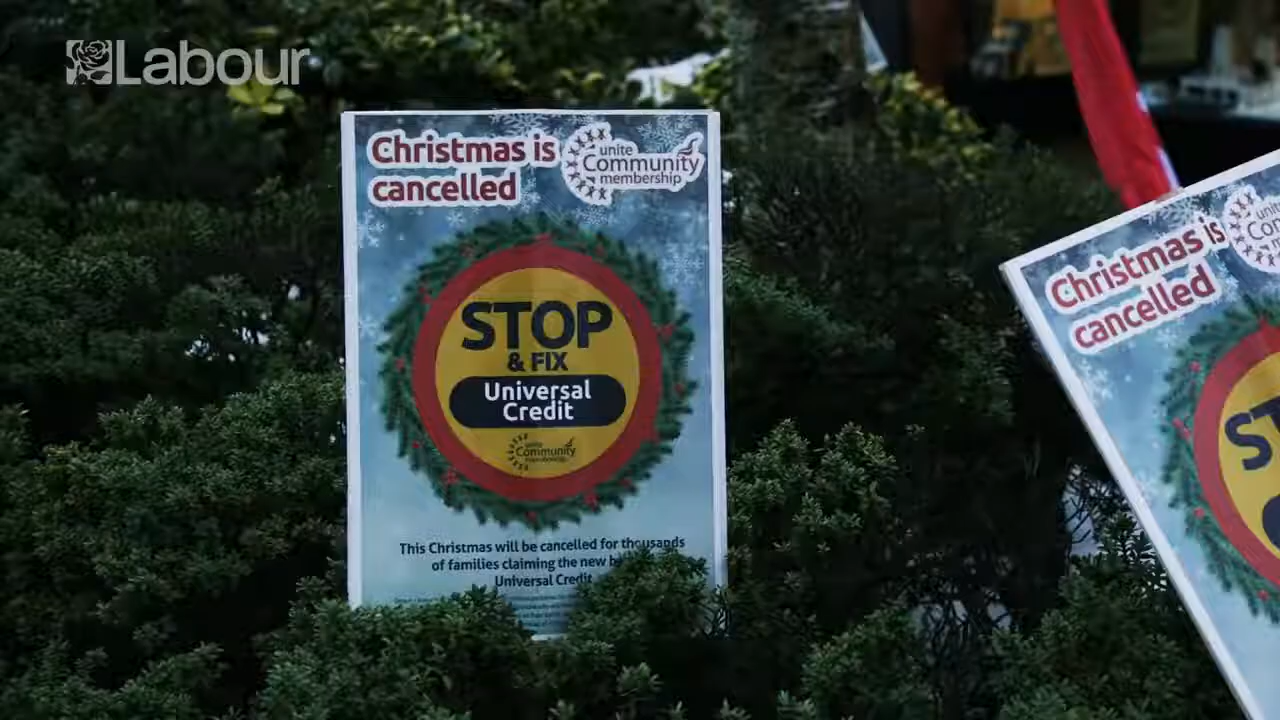 Labour
Christmas is
cancelled
unite
Community
membership
STOP
& FIX
Universal
Credit
unite
Community
membership
This Christmas will be cancelled for thousands
of families claiming the new
Universal Credit
Christmas is
cancelled